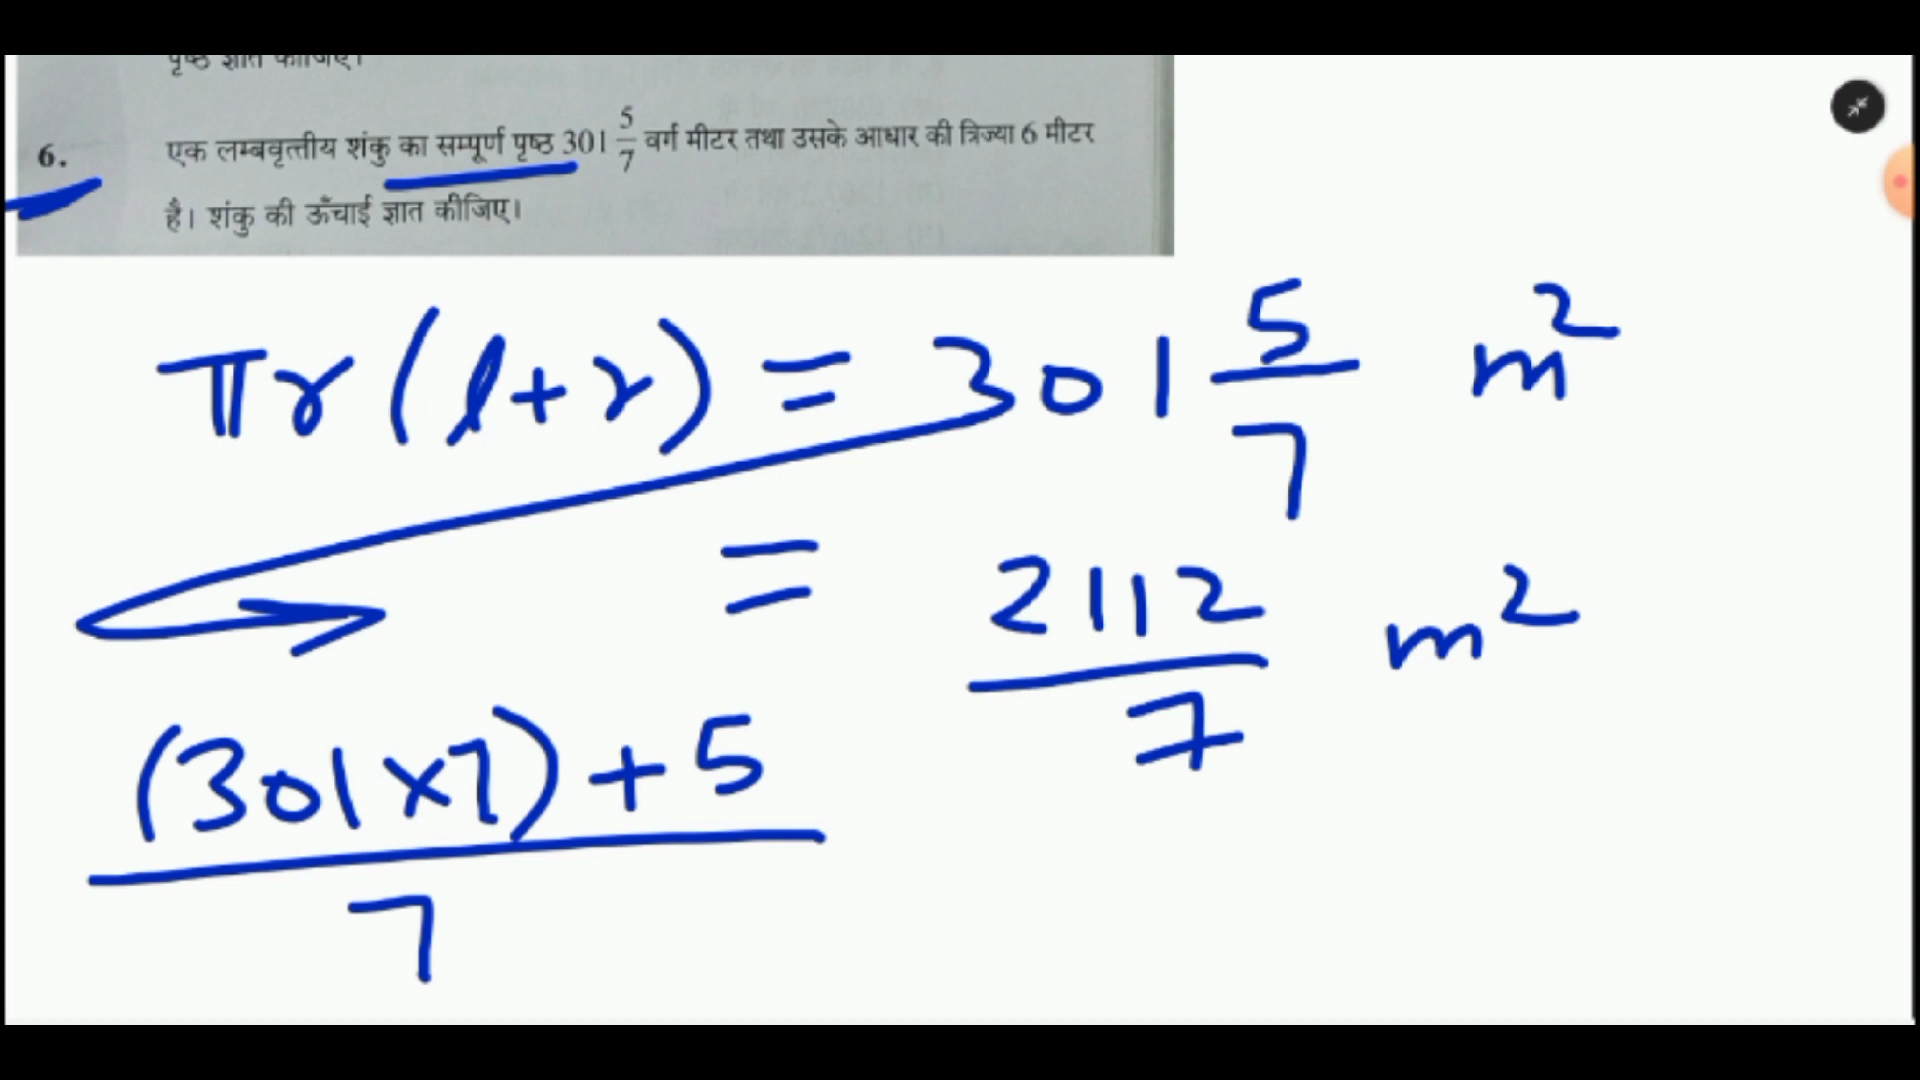 पृष्ठ ज्ञात कीजिए।
6. एक लम्बवृत्तीय शंकु का सम्पूर्ण पृष्ठ 301 5/7 वर्ग मीटर तथा उसके आधार की त्रिज्या 6 मीटर
है। शंकु की ऊँचाई ज्ञात कीजिए।
πr(l+r) = 301 5/7 m²
= 2112/7 m²
(301×7)+5
7